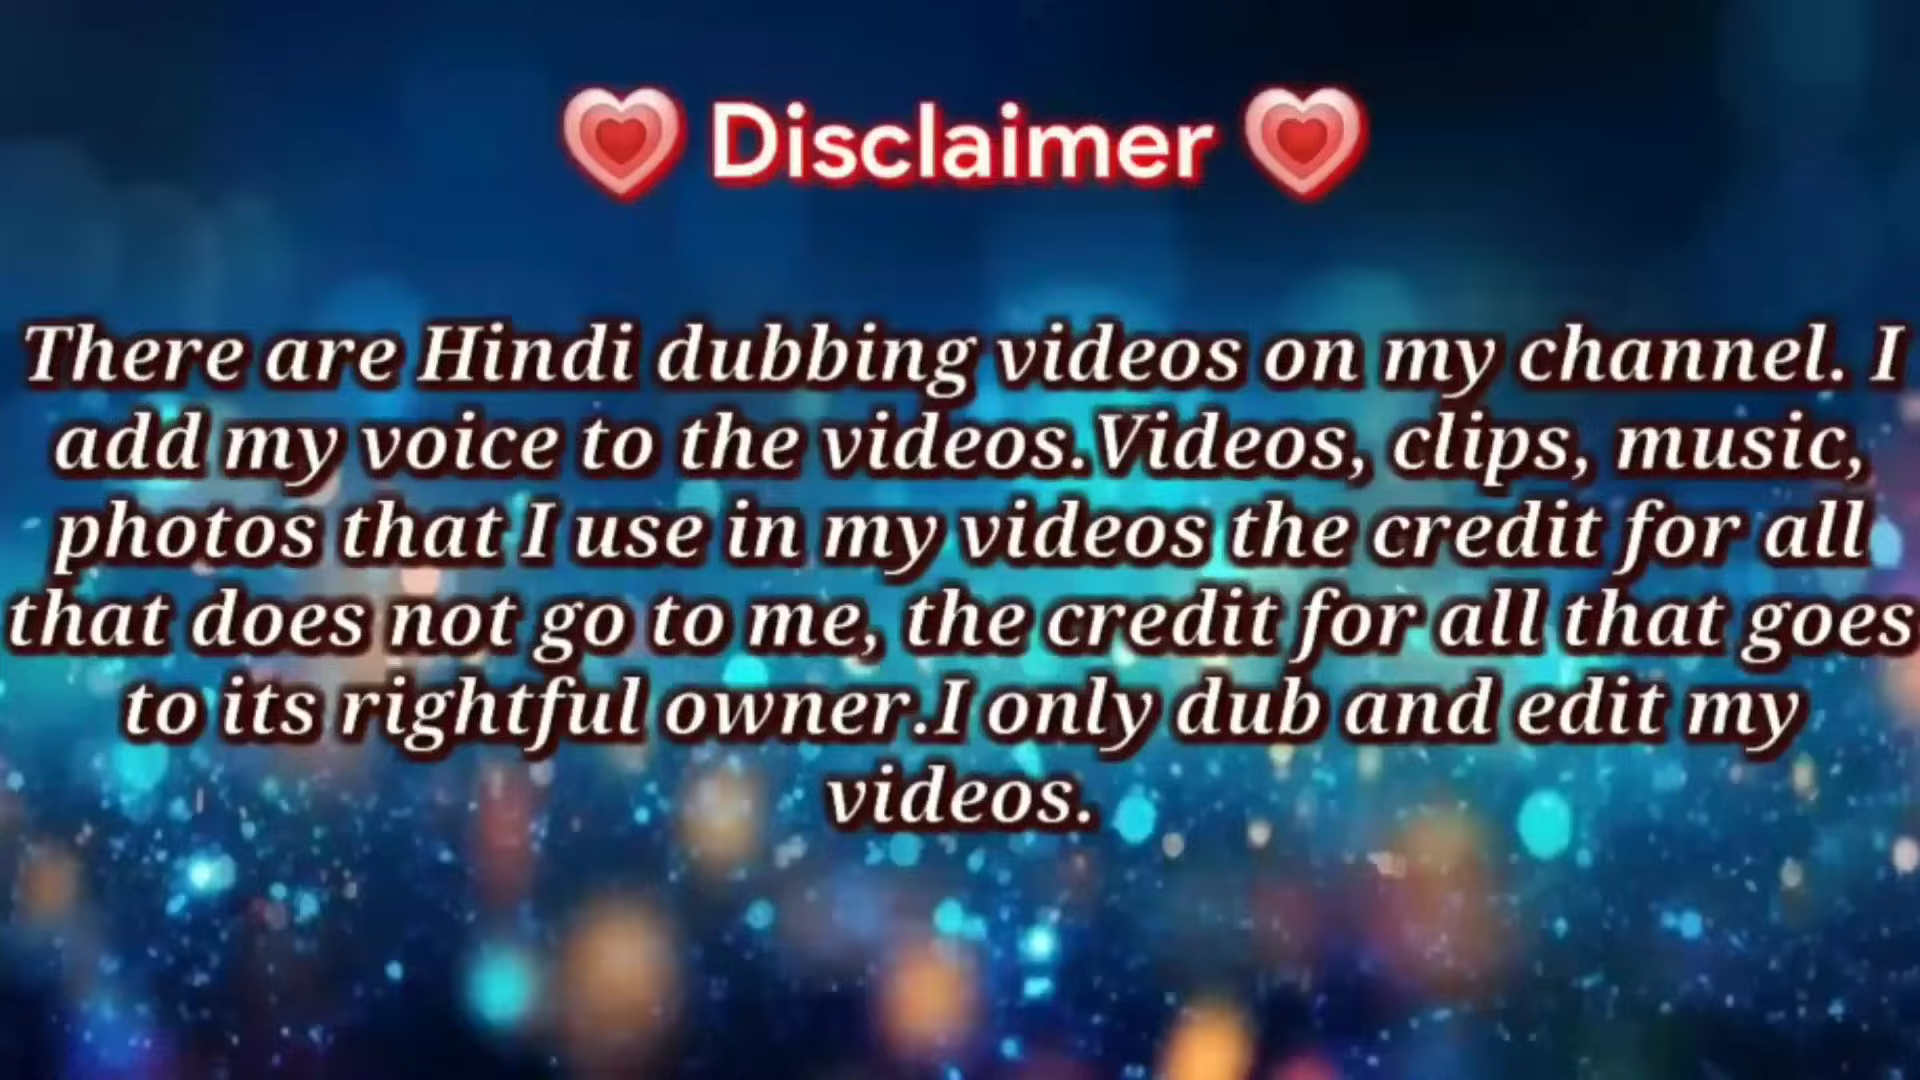 💗 Disclaimer 💗
There are Hindi dubbing videos on my channel. I
add my voice to the videos.Videos, clips, music,
photos that I use in my videos the credit for all
that does not go to me, the credit for all that goes
to its rightful owner.I only dub and edit my
videos.